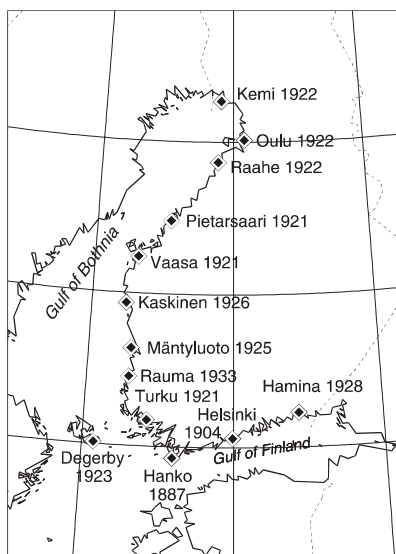 Kemi 1922
Oulu 1922
Raahe 1922
Pietarsaari 1921
Gulf of Bothnia
Vaasa 1921
Kaskinen 1926
Mäntyluoto 1925
Rauma 1933
Turku 1921
Hamina 1928
Helsinki
1904
Gulf of Finland
Degerby
1923
Hanko
1887